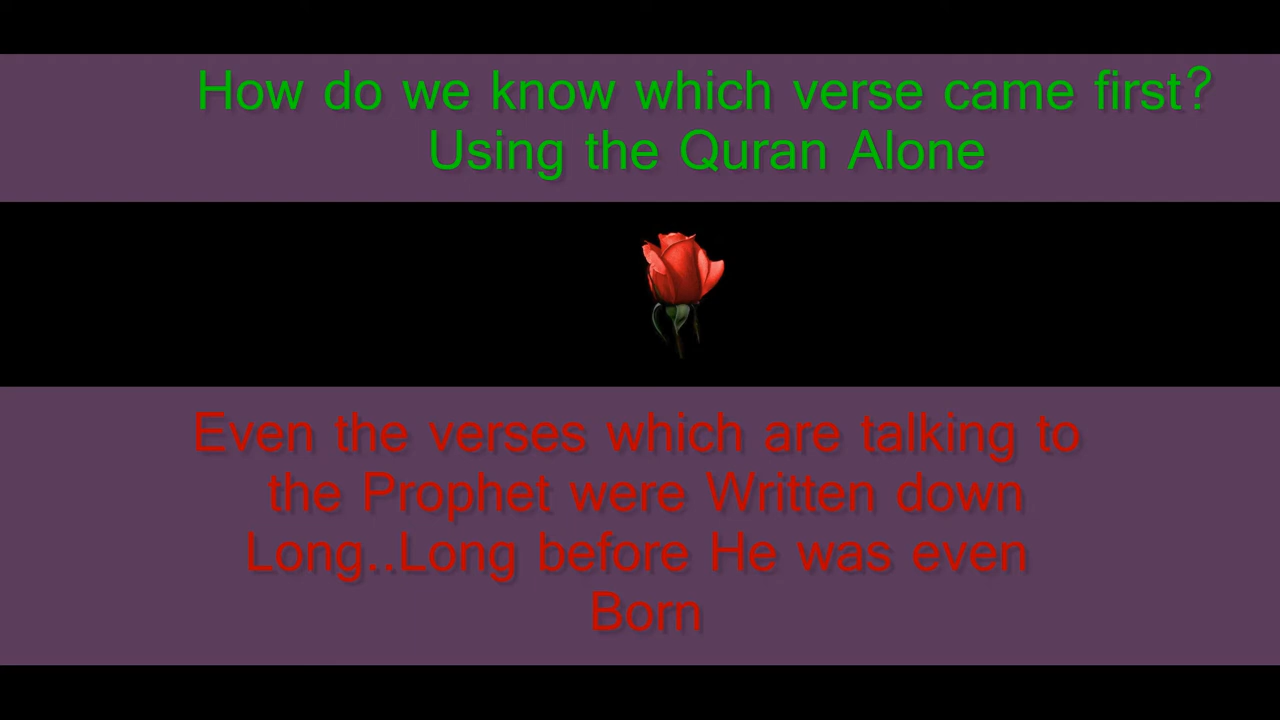 How do we know which verse came first?
Using the Quran Alone
Even the verses which are talking to
the Prophet were Written down
Long..Long before He was even
Born